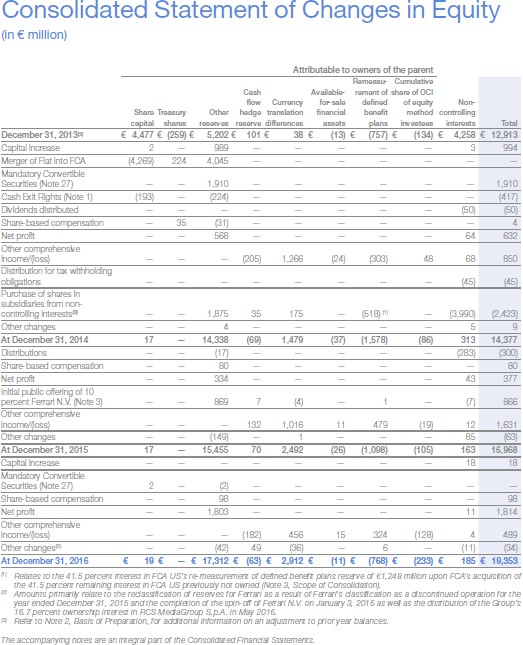 Consolidated Statement of Changes in Equity
(in € million)
Attributable to owners of the parent
Remeasu- Cumulative
Cash Available- rement of share of OCI
flow Currency for-sale defined of equity Non-
Share Treasury Other hedge translation financial benefit method controlling
capital shares reserves reserve differences assets plans investees interests Total
December 31, 2013(3) € 4,477 € (259) € 5,202 € 101 € 38 € (13) € (757) € (134) € 4,258 € 12,913
Capital increase 2 — 989 — — — — — 3 994
Merger of Fiat into FCA (4,269) 224 4,045 — — — — — — —
Mandatory Convertible
Securities (Note 27) — — 1,910 — — — — — — 1,910
Cash Exit Rights (Note 1) (193) — (224) — — — — — — (417)
Dividends distributed — — — — — — — — (50) (50)
Share-based compensation — 35 (31) — — — — — — 4
Net profit — — 568 — — — — — 64 632
Other comprehensive
income/(loss) — — — (205) 1,266 (24) (303) 48 68 850
Distribution for tax withholding
obligations — — — — — — — — (45) (45)
Purchase of shares in
subsidiaries from non-
controlling interests(3) — — 1,875 35 175 — (518) (1) — (3,990) (2,423)
Other changes — — 4 — — — — — 5 9
At December 31, 2014 17 — 14,338 (69) 1,479 (37) (1,578) (86) 313 14,377
Distributions — — (17) — — — — — (283) (300)
Share-based compensation — — 80 — — — — — — 80
Net profit — — 334 — — — — — 43 377
Initial public offering of 10
percent Ferrari N.V. (Note 3) — — 869 7 (4) — 1 — (7) 866
Other comprehensive
income/(loss) — — — 132 1,016 11 479 (19) 12 1,631
Other changes — — (149) — 1 — — — 85 (63)
At December 31, 2015 17 — 15,455 70 2,492 (26) (1,098) (105) 163 16,968
Capital increase — — — — — — — — 18 18
Mandatory Convertible
Securities (Note 27) 2 — (2) — — — — — — —
Share-based compensation — — 98 — — — — — — 98
Net profit — — 1,803 — — — — — 11 1,814
Other comprehensive
income/(loss) — — — (182) 456 15 324 (128) 4 489
Other changes(2) — — (42) 49 (36) — 6 — (11) (34)
At December 31, 2016 € 19 € — € 17,312 € (63) € 2,912 € (11) € (768) € (233) € 185 € 19,353
(1) Relates to the 41.5 percent interest in FCA US's re-measurement of defined benefit plans reserve of €1,248 million upon FCA's acquisition of
the 41.5 percent remaining interest in FCA US previously not owned (Note 3, Scope of Consolidation).
(2) Amounts primarily relate to the reclassification of reserves for Ferrari as a result of Ferrari's classification as a discontinued operation for the
year ended December 31, 2015 and the completion of the spin-off of Ferrari N.V. on January 3, 2016 as well as the distribution of the Group's
16.7 percent ownership interest in RCS MediaGroup S.p.A. in May 2016.
(3) Refer to Note 2, Basis of Preparation, for additional information on an adjustment to prior year balances.
The accompanying notes are an integral part of the Consolidated Financial Statements.